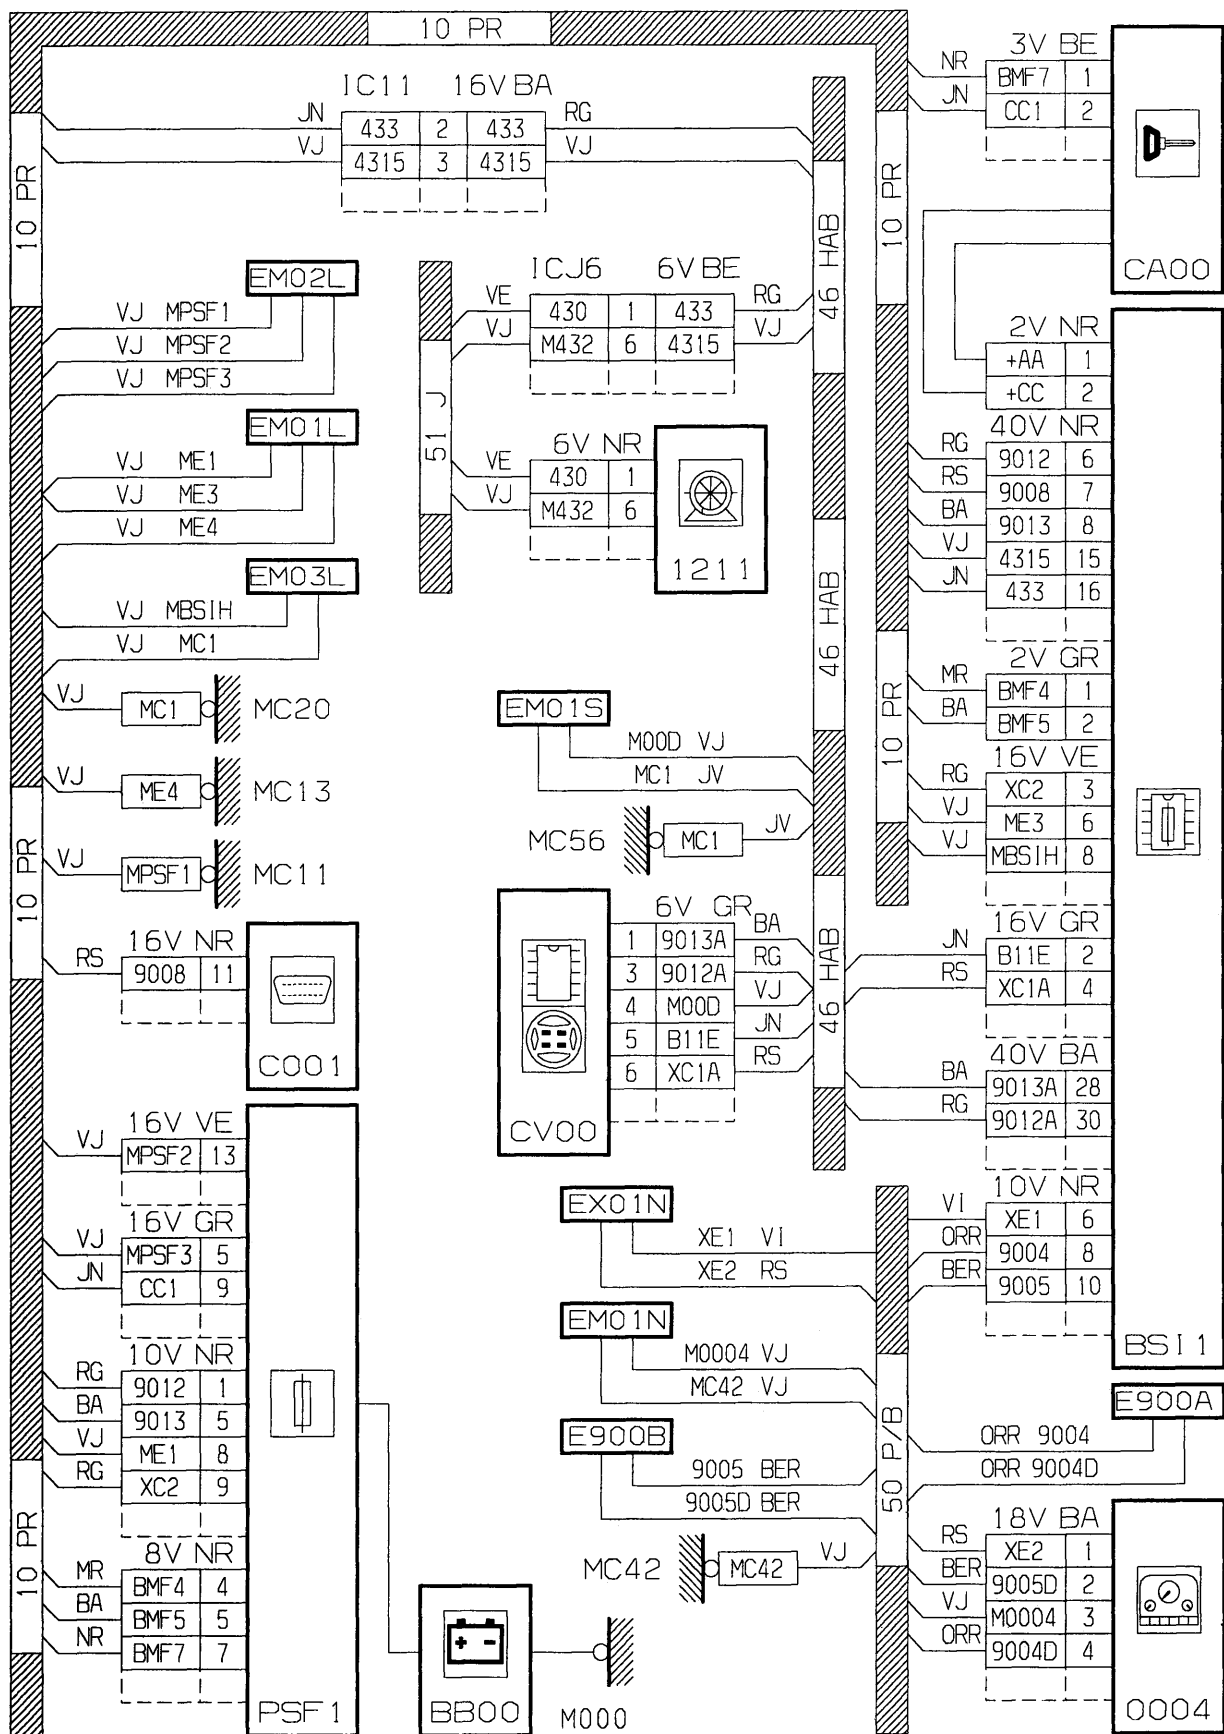 10 PR
IC11 16V BA
JN 433 2 433 RG
VJ 4315 3 4315 VJ
10 PR
46 HAB
10 PR
NR 3V BE
BMF7 1
JN CC1 2
CA00
EM02L
VJ MPSF1
VJ MPSF2
VJ MPSF3
EM01L
VJ ME1
VJ ME3
VJ ME4
EM03L
VJ MBSIH
VJ MC1
VJ MC1 MC20
VJ ME4 MC13
VJ MPSF1 MC11
10 PR
16V NR
RS 9008 11
C001
16V VE
VJ MPSF2 13
16V GR
VJ MPSF3 5
JN CC1 9
10V NR
RG 9012 1
BA 9013 5
VJ ME1 8
RG XC2 9
10 PR
8V NR
MR BMF4 4
BA BMF5 5
NR BMF7 7
PSF1
BB00
M000
ICJ6 6V BE
VE 430 1 433 RG
VJ M432 6 4315 VJ
51 J
6V NR
VE 430 1
VJ M432 6
1211
46 HAB
EM01S
M00D VJ
MC1 JV
MC56 MC1 JV
6V GR
1 9013A BA
3 9012A RG
4 M00D VJ
5 B11E JN
6 XC1A RS
CV00
46 HAB
EX01N
XE1 VI
XE2 RS
EM01N
M0004 VJ
MC42 VJ
E900B
9005 BER
9005D BER
MC42 MC42 VJ
50 P/B
2V NR
+AA 1
+CC 2
40V NR
RG 9012 6
RS 9008 7
BA 9013 8
VJ 4315 15
JN 433 16
10 PR
2V GR
MR BMF4 1
BA BMF5 2
16V VE
RG XC2 3
VJ ME3 6
VJ MBSIH 8
16V GR
JN B11E 2
RS XC1A 4
40V BA
BA 9013A 28
RG 9012A 30
10V NR
VI XE1 6
ORR 9004 8
BER 9005 10
BSI1
E900A
ORR 9004
ORR 9004D
18V BA
RS XE2 1
BER 9005D 2
VJ M0004 3
ORR 9004D 4
0004